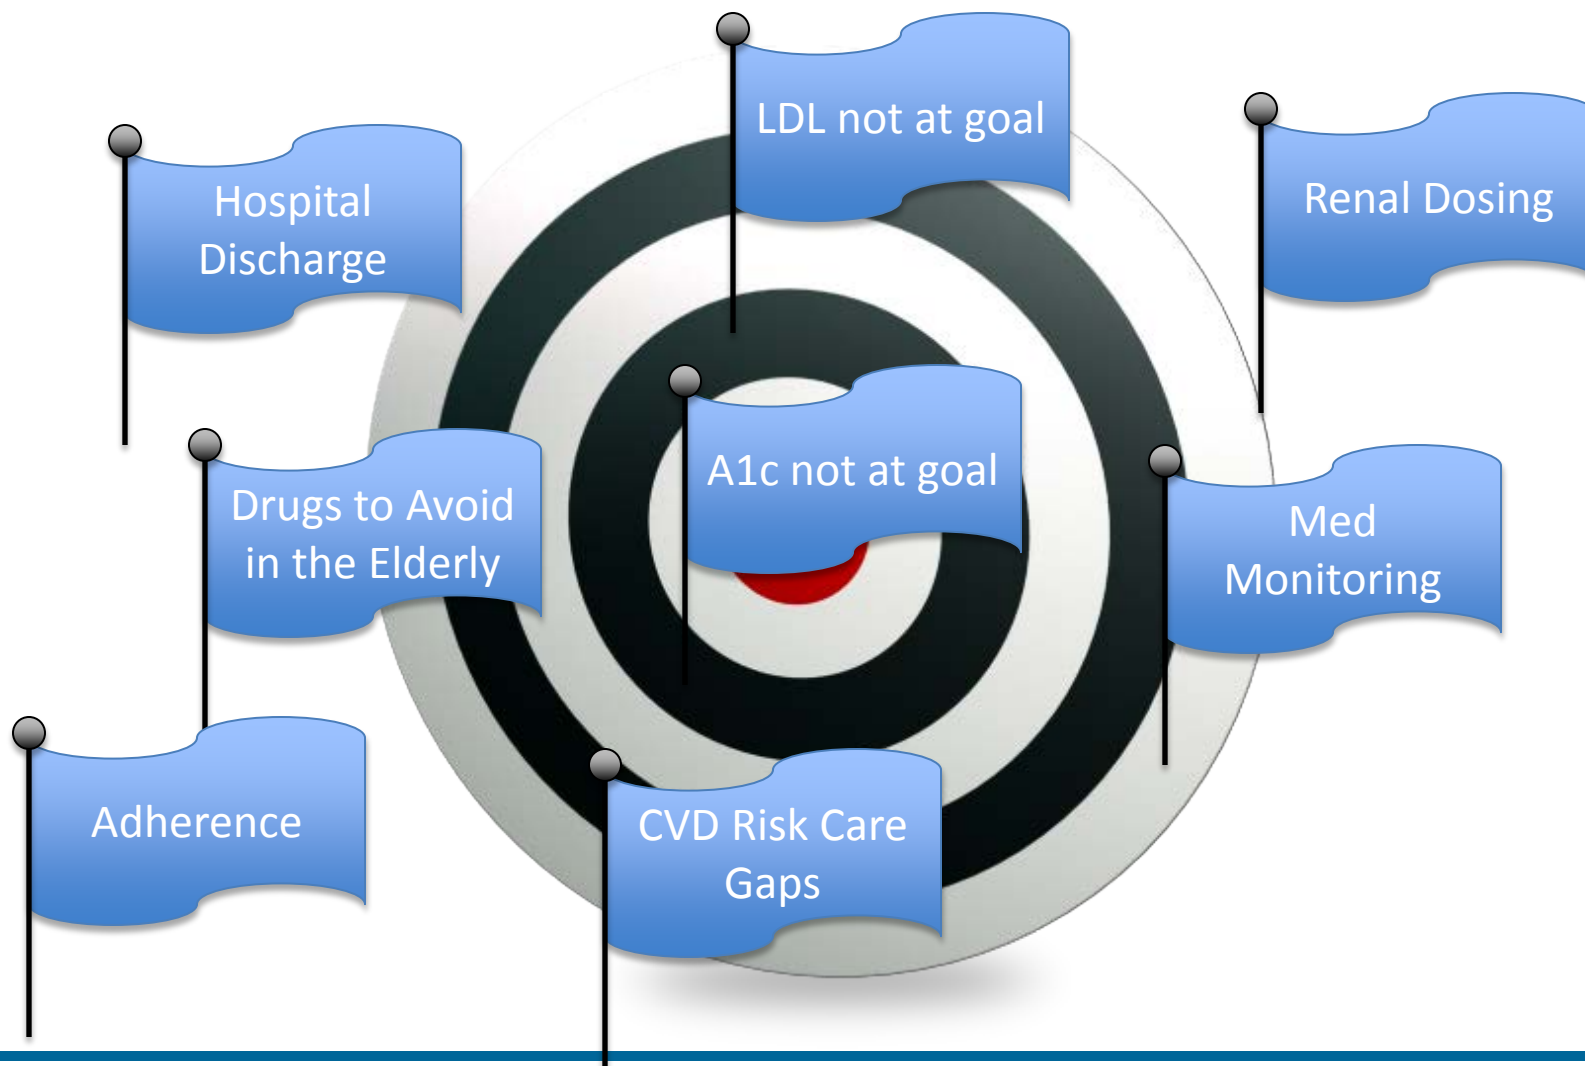 LDL not at goal
Hospital
Discharge
Renal Dosing
A1c not at goal
Drugs to Avoid
in the Elderly
Med
Monitoring
Adherence
CVD Risk Care
Gaps